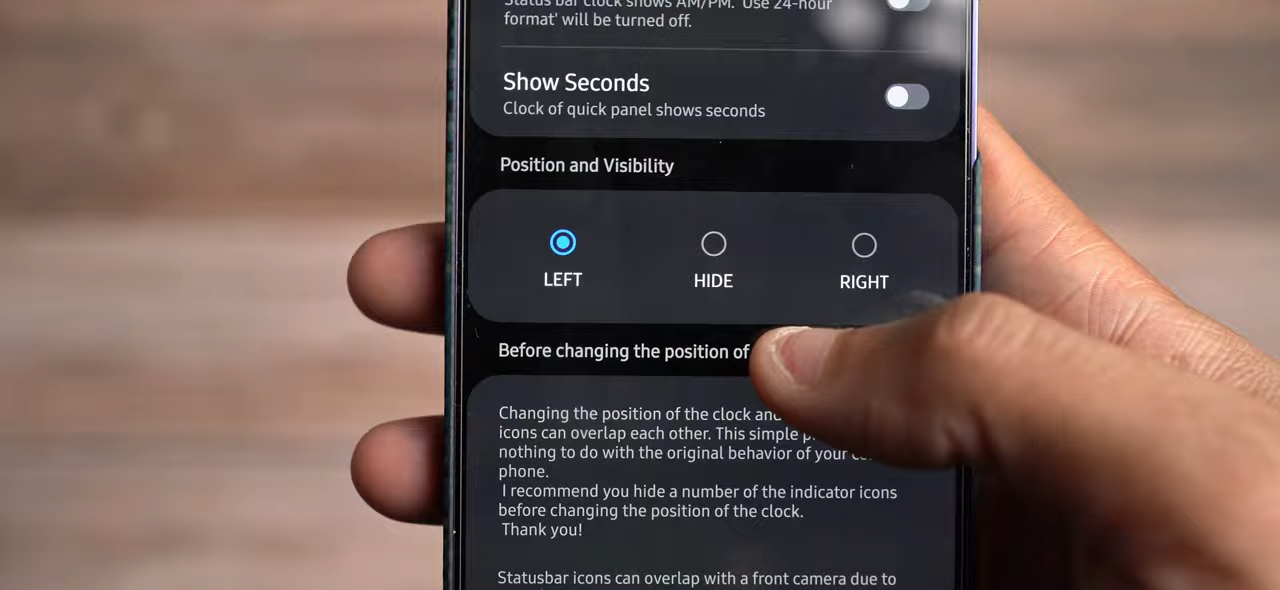 Status bar clock shows AM/PM. 'Use 24-hour
format' will be turned off.
Show Seconds
Clock of quick panel shows seconds
Position and Visibility
LEFT
HIDE
RIGHT
Before changing the position of
Changing the position of the clock and
icons can overlap each other. This simple
nothing to do with the original behavior of your
phone.
I recommend you hide a number of the indicator icons
before changing the position of the clock.
Thank you!
Statusbar icons can overlap with a front camera due to